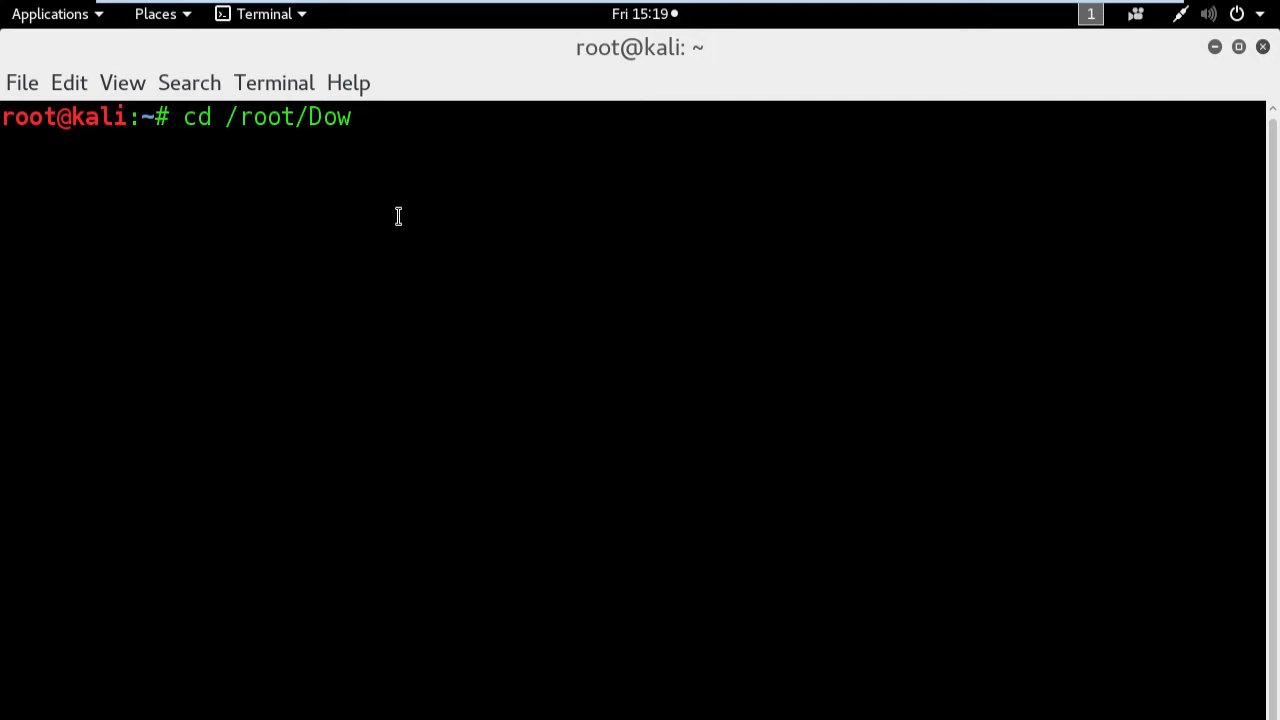 Applications Places Terminal Fri 15:19 1
root@kali: ~
File Edit View Search Terminal Help
root@kali:~# cd /root/Dow